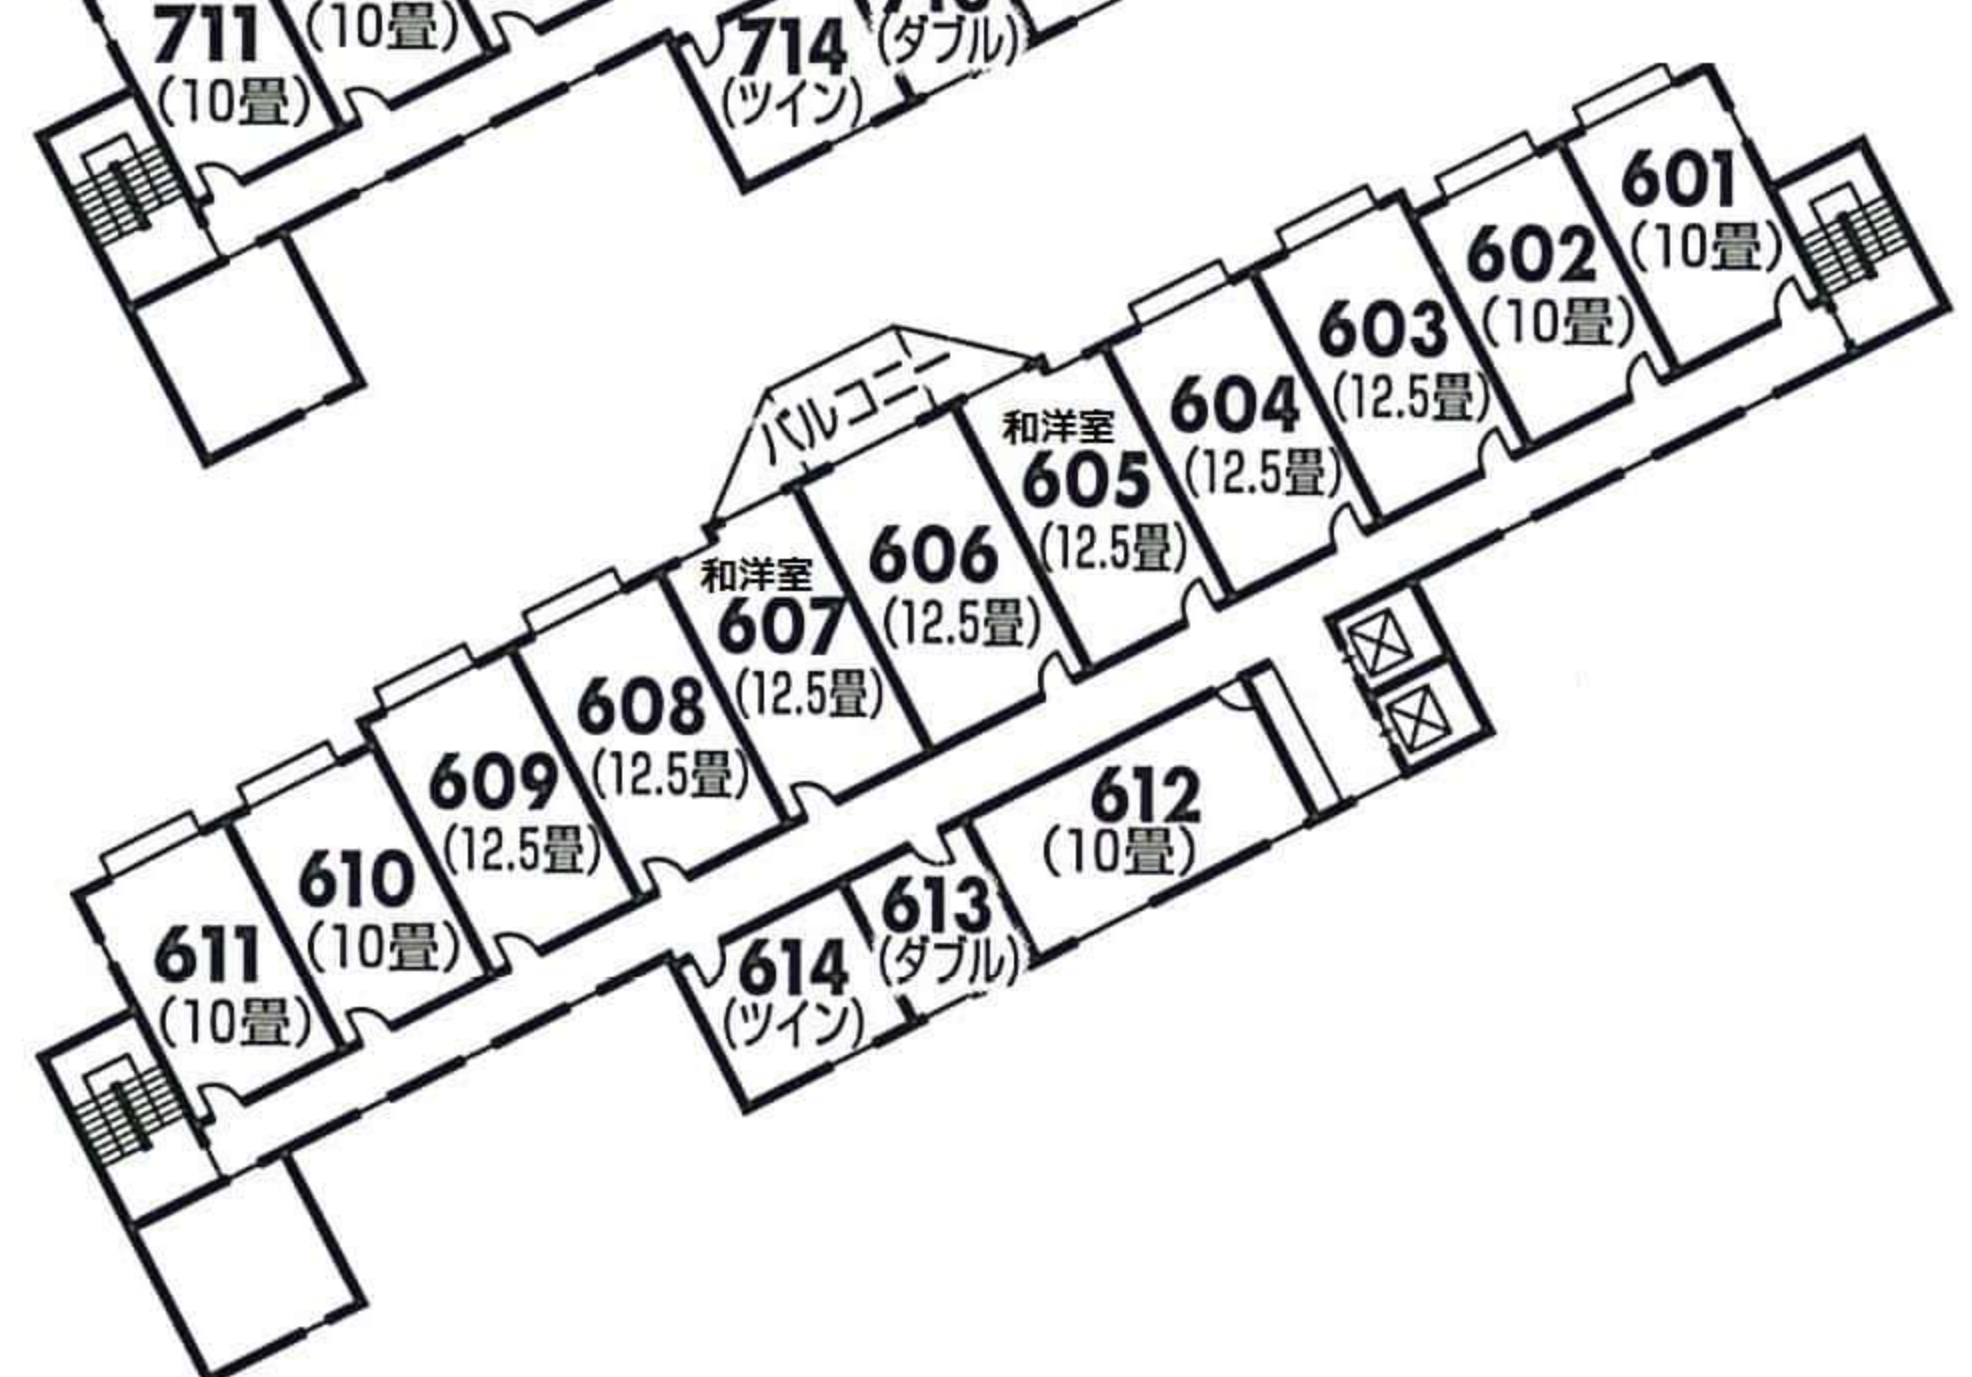 711
(10畳)
(10畳)
714
(ツイン)
(ダブル)
601
(10畳)
602
(10畳)
603
(12.5畳)
604
(12.5畳)
和洋室
605
(12.5畳)
バルコニー
606
(12.5畳)
和洋室
607
(12.5畳)
608
(12.5畳)
609
(12.5畳)
610
(10畳)
611
(10畳)
612
(10畳)
613
(ダブル)
614
(ツイン)